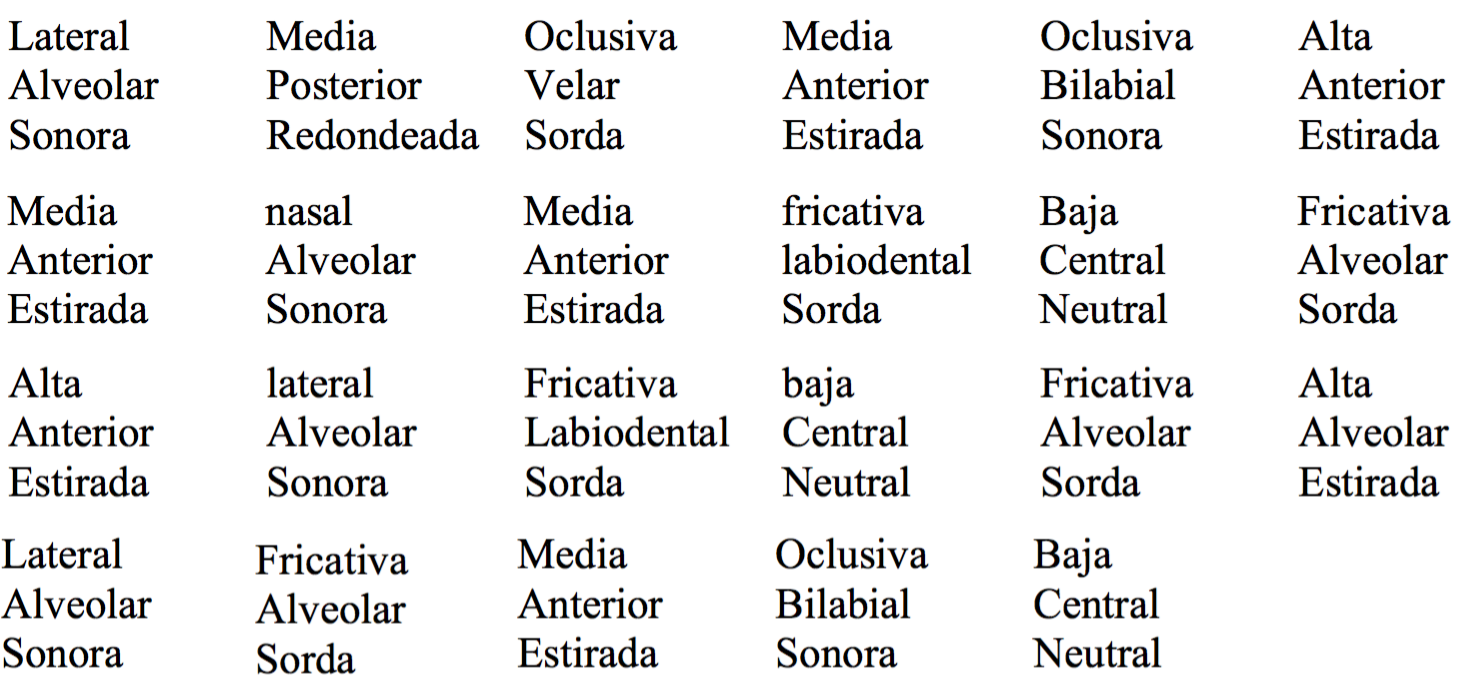 Lateral Media Oclusiva Media Oclusiva Alta
Alveolar Posterior Velar Anterior Bilabial Anterior
Sonora Redondeada Sorda Estirada Sonora Estirada
Media nasal Media fricativa Baja Fricativa
Anterior Alveolar Anterior labiodental Central Alveolar
Estirada Sonora Estirada Sorda Neutral Sorda
Alta lateral Fricativa baja Fricativa Alta
Anterior Alveolar Labiodental Central Alveolar Alveolar
Estirada Sonora Sorda Neutral Sorda Estirada
Lateral Fricativa Media Oclusiva Baja
Alveolar Alveolar Anterior Bilabial Central
Sonora Sorda Estirada Sonora Neutral